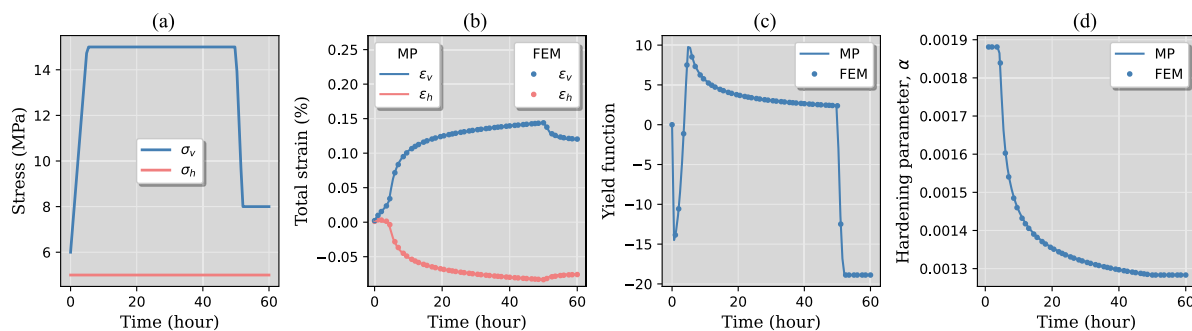 (a)
Stress (MPa)
14
12
10
8
6
σv
σh
0
20
40
60
Time (hour)
(b)
Total strain (%)
0.25
0.20
0.15
0.10
0.05
0.00
−0.05
MP
εv
εh
FEM
εv
εh
0
20
40
60
Time (hour)
(c)
Yield function
10
5
0
−5
−10
−15
−20
MP
FEM
0
20
40
60
Time (hour)
(d)
Hardening parameter, α
0.0019
0.0018
0.0017
0.0016
0.0015
0.0014
0.0013
MP
FEM
0
20
40
60
Time (hour)